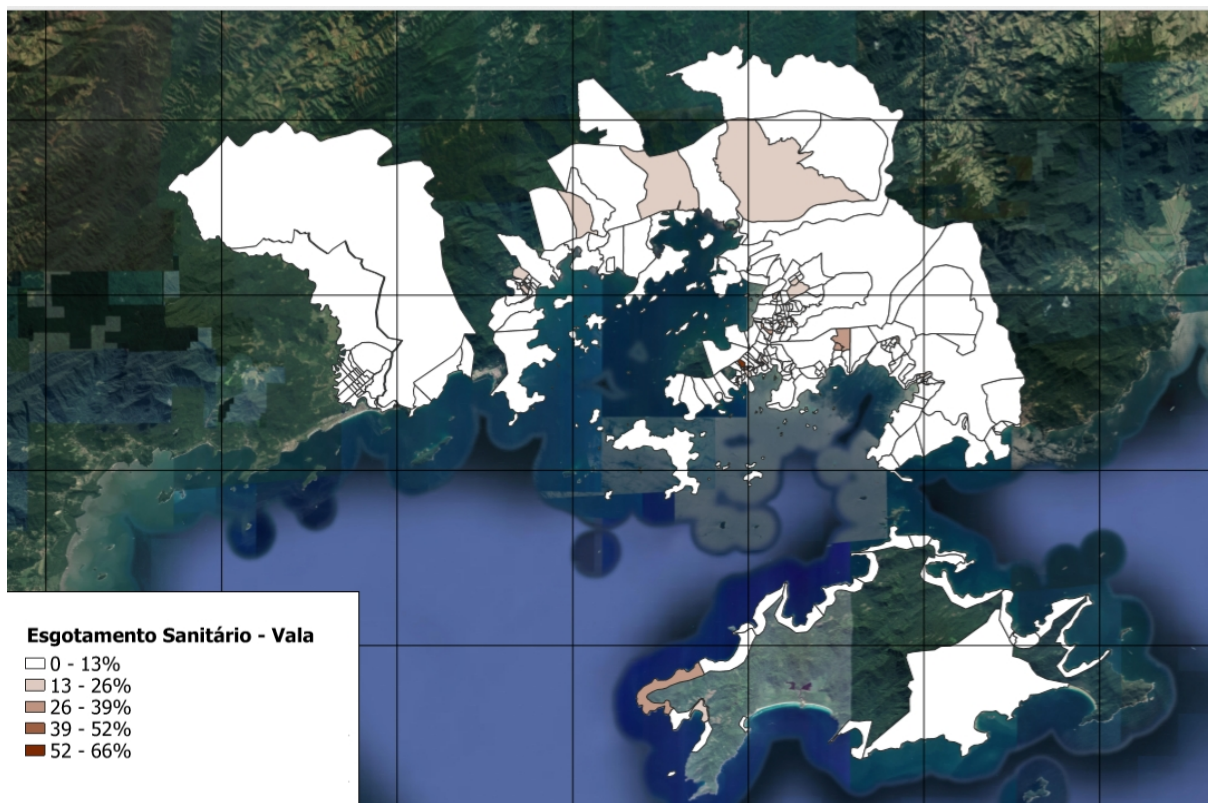 Esgotamento Sanitário - Vala
0 - 13%
13 - 26%
26 - 39%
39 - 52%
52 - 66%